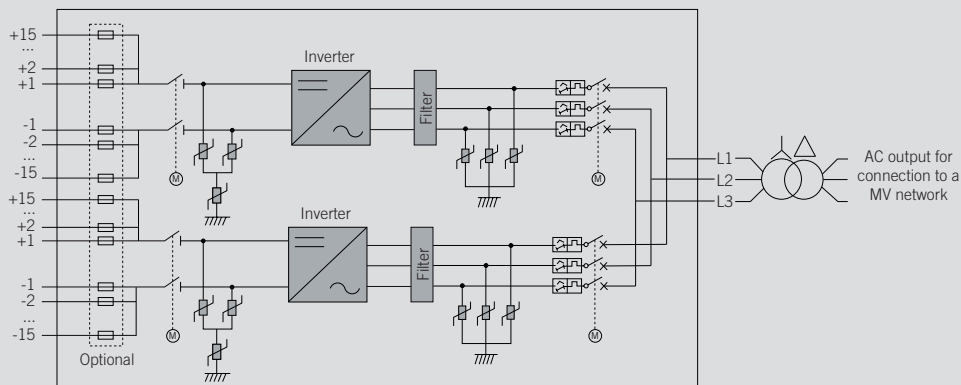 +15
...
+2
+1
-1
-2
...
-15
Inverter
Filter
M
M
L1
L2
L3
AC output for
connection to a
MV network
+15
...
+2
+1
-1
-2
...
-15
Inverter
Filter
M
M
Optional